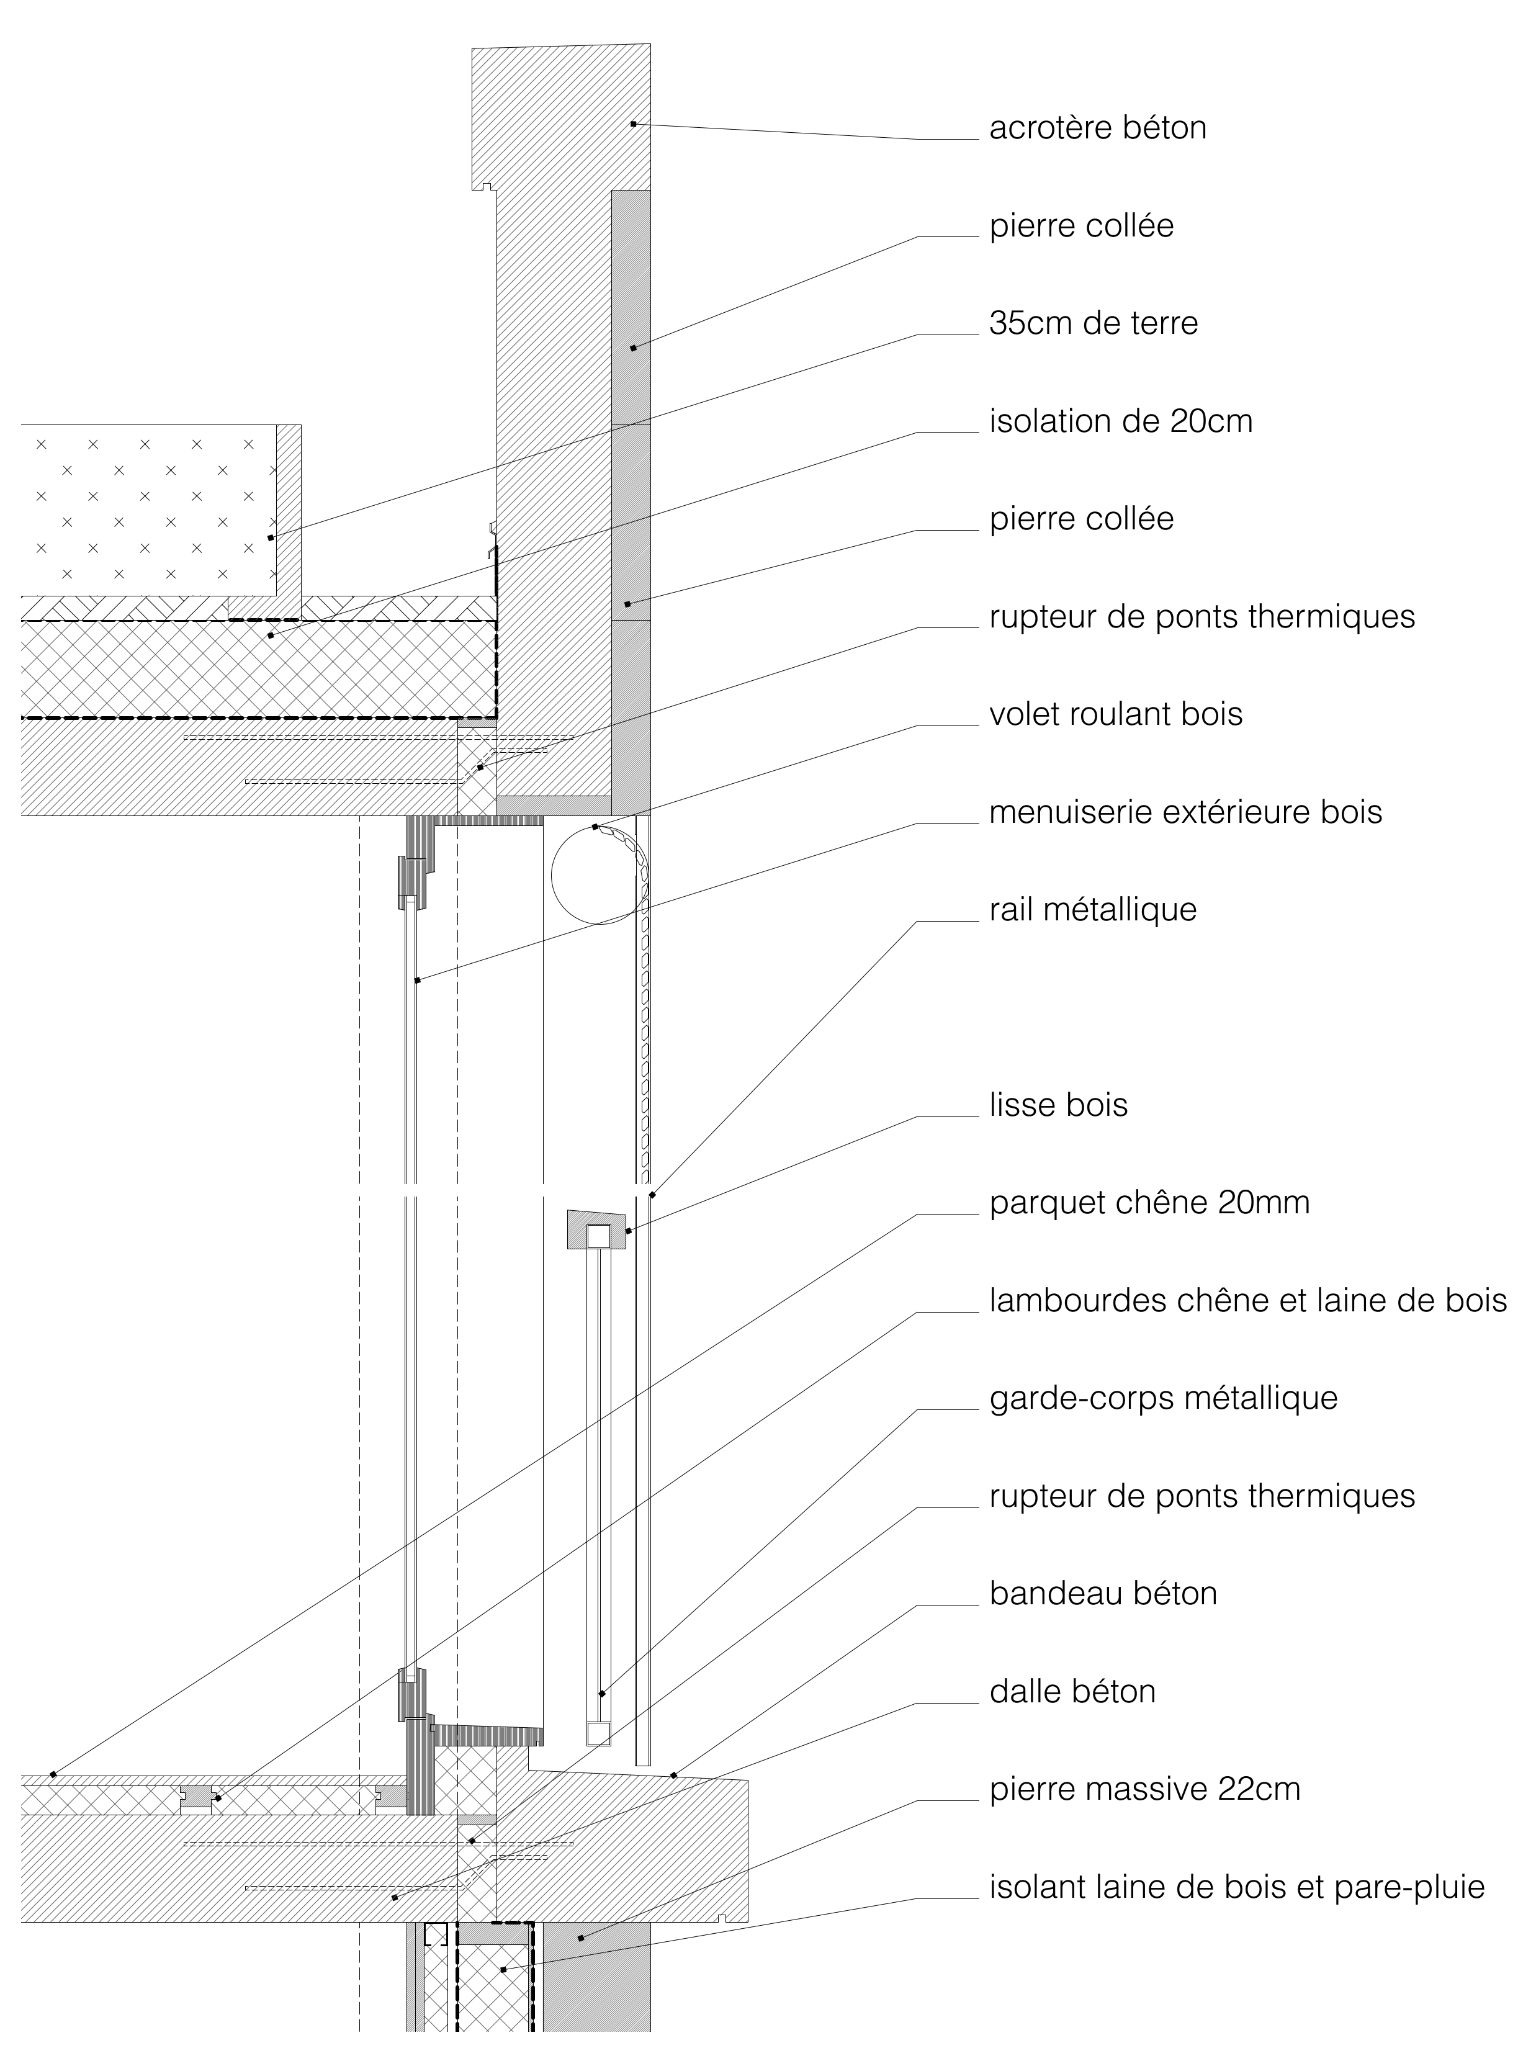 acrotère béton
pierre collée
35cm de terre
isolation de 20cm
pierre collée
rupteur de ponts thermiques
volet roulant bois
menuiserie extérieure bois
rail métallique
lisse bois
parquet chêne 20mm
lambourdes chêne et laine de bois
garde-corps métallique
rupteur de ponts thermiques
bandeau béton
dalle béton
pierre massive 22cm
isolant laine de bois et pare-pluie